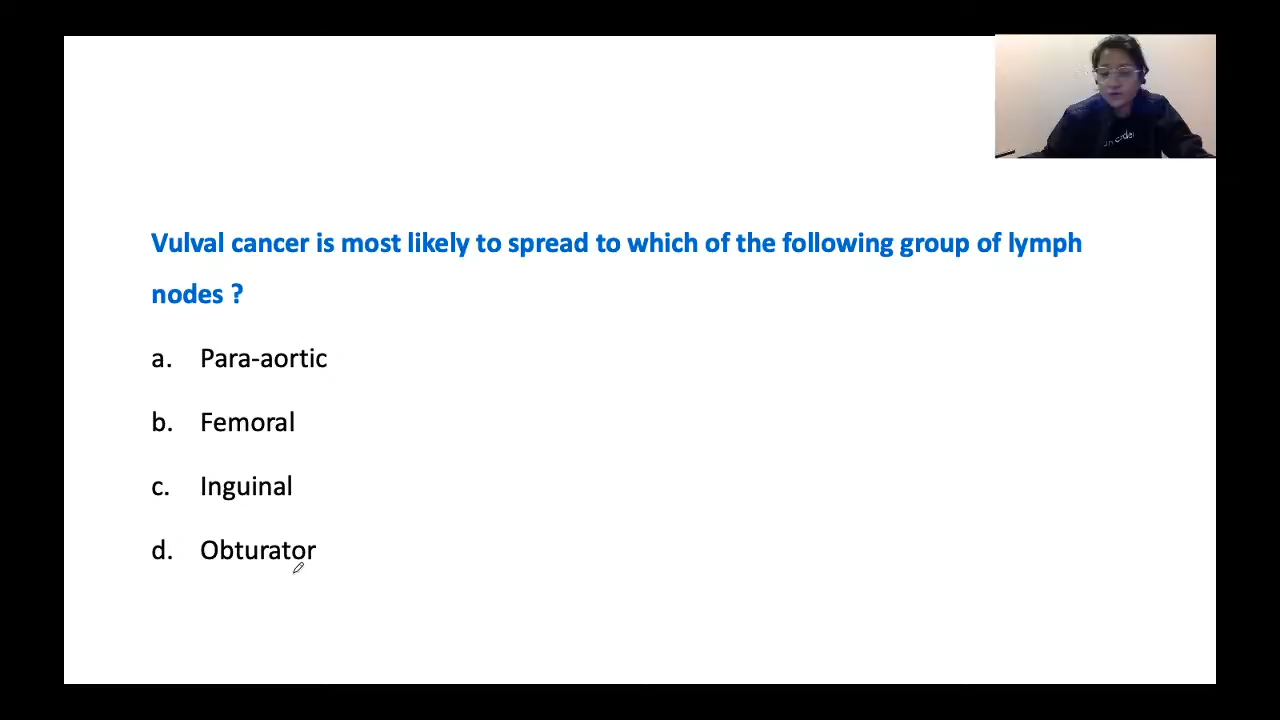 Vulval cancer is most likely to spread to which of the following group of lymph
nodes ?
a. Para-aortic
b. Femoral
c. Inguinal
d. Obturator